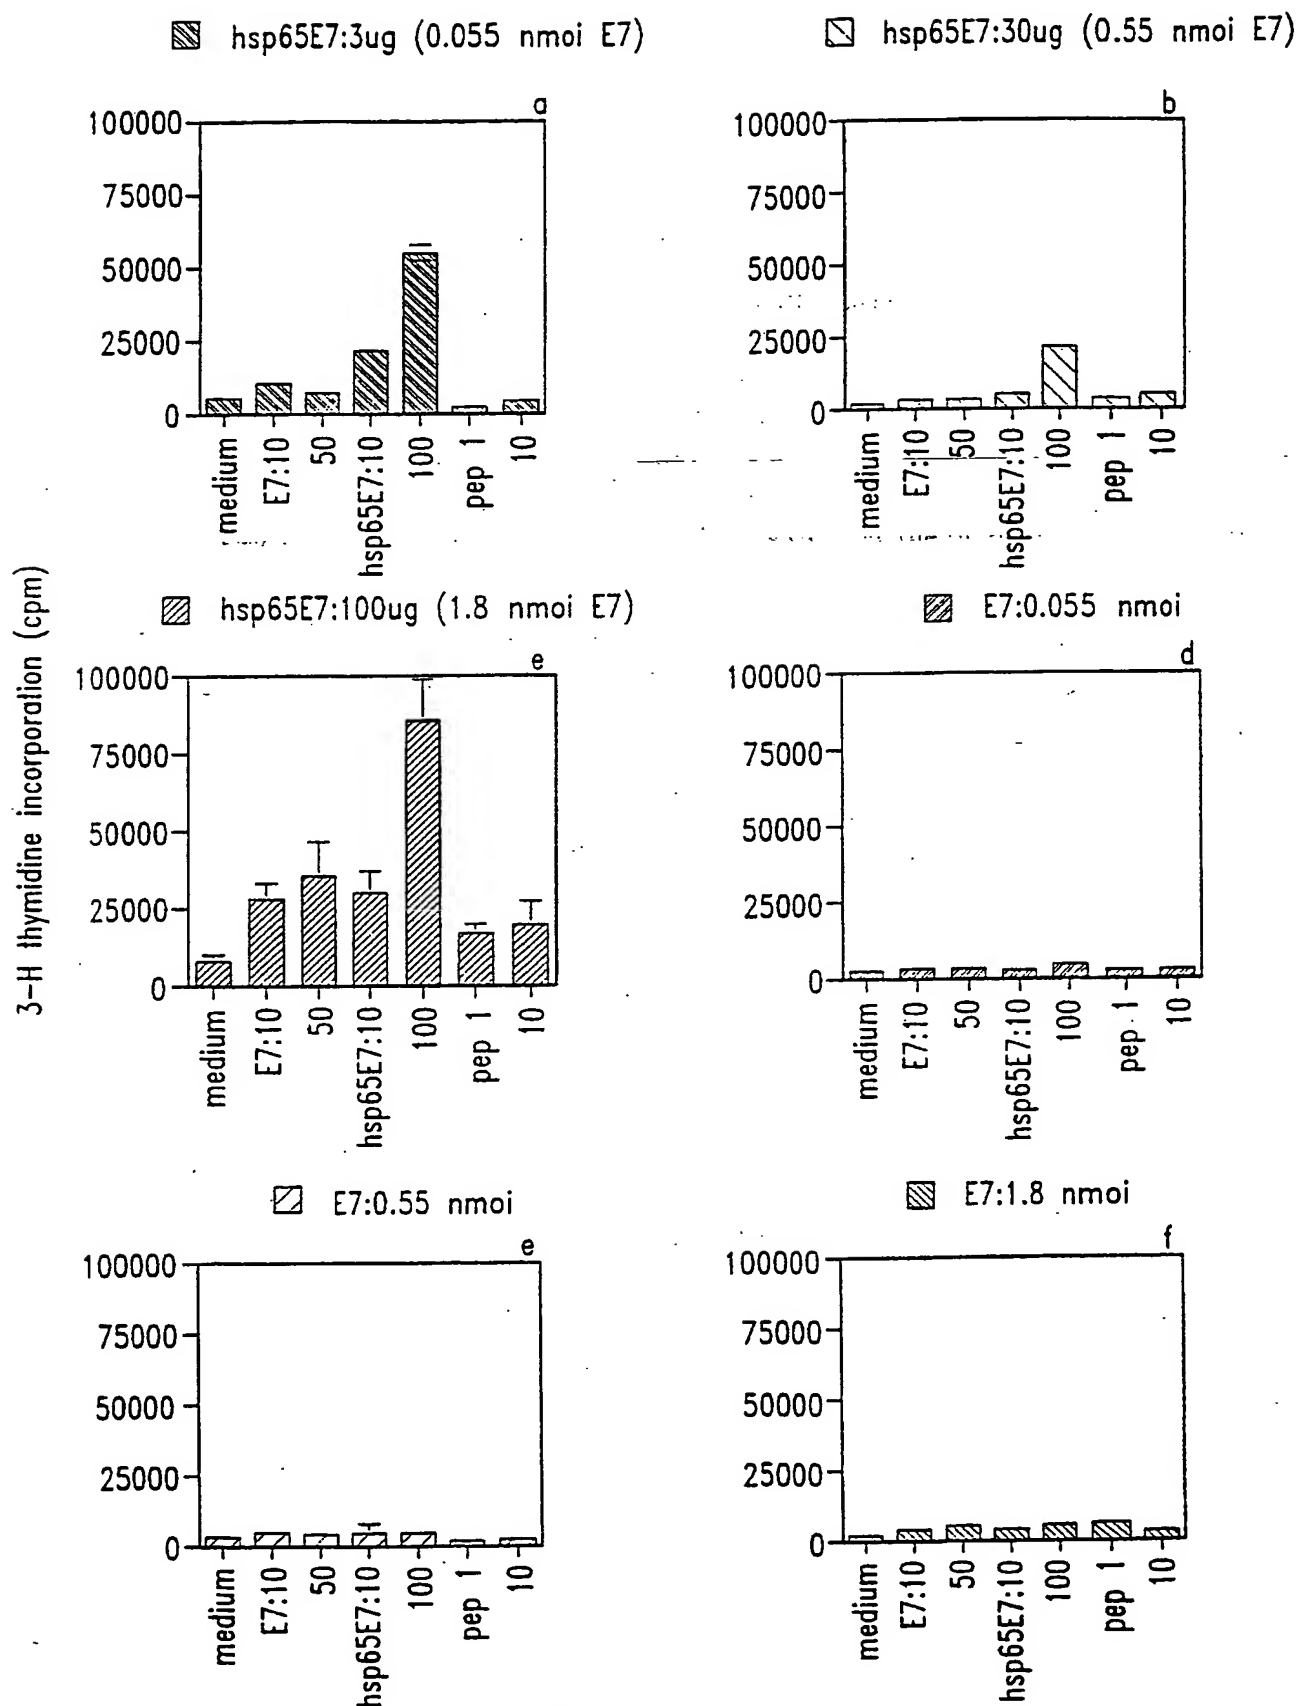 hsp65E7:3ug (0.055 nmoi E7)
a
100000
75000
50000
25000
0
medium
E7:10
50
hsp65E7:10
100
pep 1
10
hsp65E7:30ug (0.55 nmoi E7)
b
100000
75000
50000
25000
0
medium
E7:10
50
hsp65E7:10
100
pep 1
10
3-H thymidine incorporation (cpm)
hsp65E7:100ug (1.8 nmoi E7)
e
100000
75000
50000
25000
0
medium
E7:10
50
hsp65E7:10
100
pep 1
10
E7:0.055 nmoi
d
100000
75000
50000
25000
0
medium
E7:10
50
hsp65E7:10
100
pep 1
10
E7:0.55 nmoi
e
100000
75000
50000
25000
0
medium
E7:10
50
hsp65E7:10
100
pep 1
10
E7:1.8 nmoi
f
100000
75000
50000
25000
0
medium
E7:10
50
hsp65E7:10
100
pep 1
10